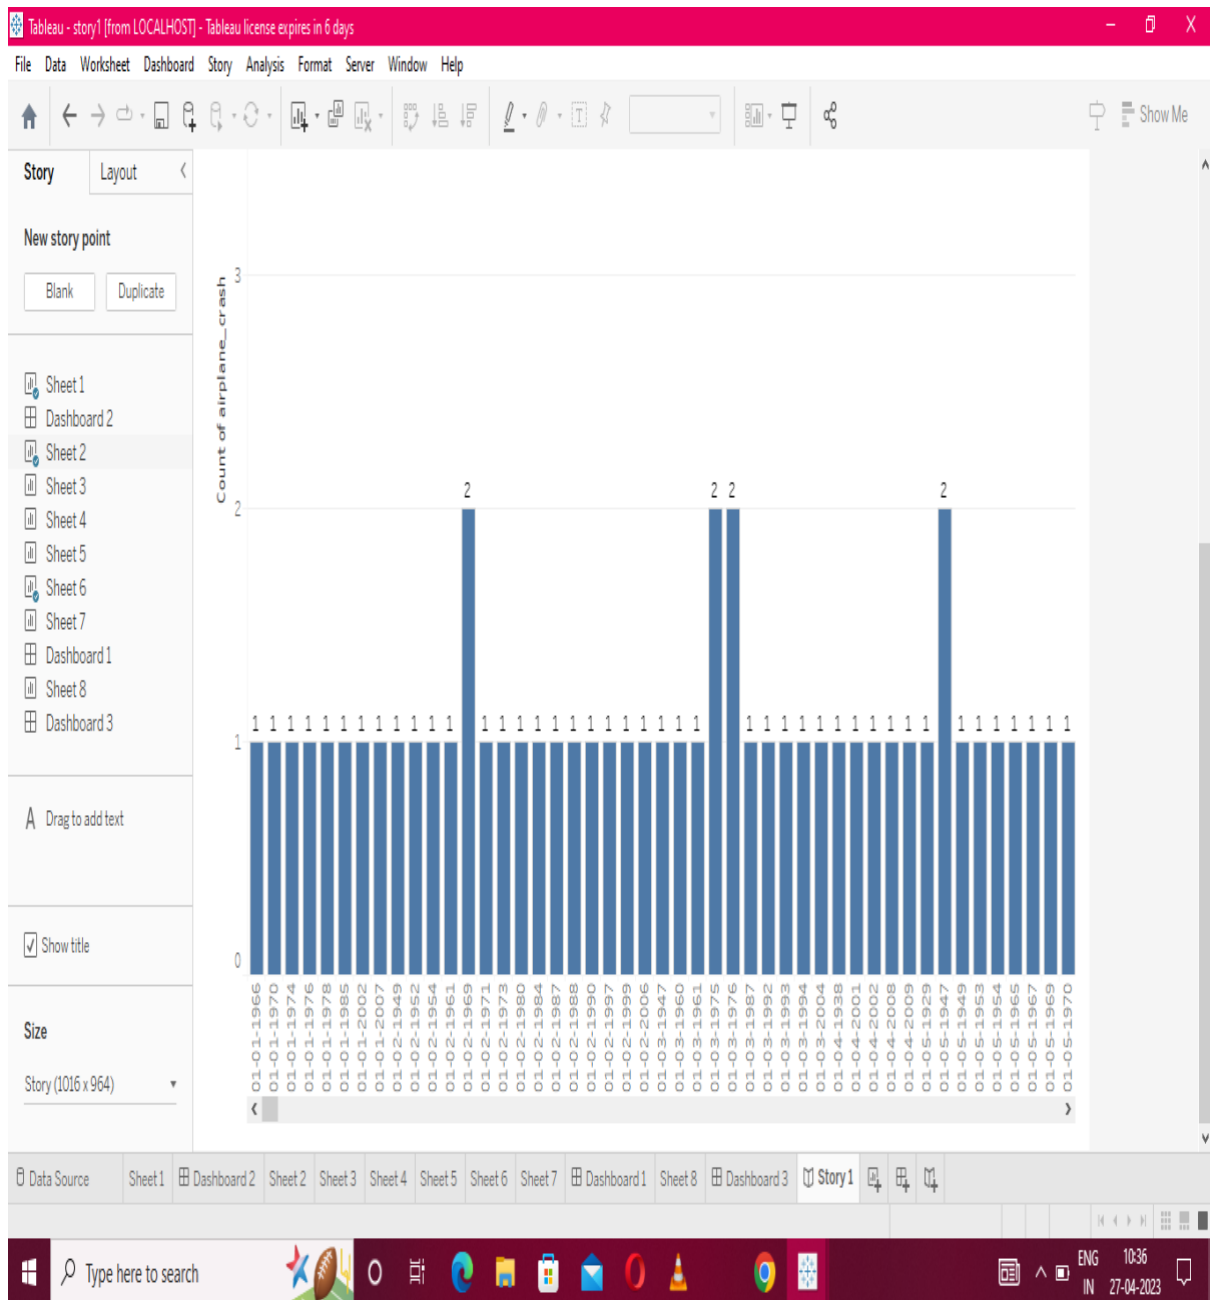 Tableau - story1 [from LOCALHOST] - Tableau license expires in 6 days
File Data Worksheet Dashboard Story Analysis Format Server Window Help
Show Me
Story Layout
New story point
Blank Duplicate
Sheet 1
Dashboard 2
Sheet 2
Sheet 3
Sheet 4
Sheet 5
Sheet 6
Sheet 7
Dashboard 1
Sheet 8
Dashboard 3
A Drag to add text
Show title
Size
Story (1016 x 964)
Count of airplane_crash
3
2
1
0
2 2 2 2
1 1 1 1 1 1 1 1 1 1 1 1 1 1 1 1 1 1 1 1 1 1 1 1 1 1 1 1 1 1 1 1 1 1 1 1 1 1 1 1 1 1 1
01-01-1966
01-01-1970
01-01-1974
01-01-1976
01-01-1978
01-01-1985
01-01-2002
01-01-2007
01-02-1949
01-02-1952
01-02-1954
01-02-1961
01-02-1969
01-02-1971
01-02-1973
01-02-1980
01-02-1984
01-02-1987
01-02-1988
01-02-1990
01-02-1997
01-02-1999
01-02-2006
01-03-1947
01-03-1960
01-03-1961
01-03-1975
01-03-1976
01-03-1987
01-03-1992
01-03-1993
01-03-1994
01-03-2004
01-04-1938
01-04-2001
01-04-2002
01-04-2008
01-04-2009
01-05-1929
01-05-1947
01-05-1949
01-05-1953
01-05-1954
01-05-1965
01-05-1967
01-05-1969
01-05-1970
Data Source Sheet 1 Dashboard 2 Sheet 2 Sheet 3 Sheet 4 Sheet 5 Sheet 6 Sheet 7 Dashboard 1 Sheet 8 Dashboard 3 Story 1
Type here to search
ENG
IN
10:36
27-04-2023